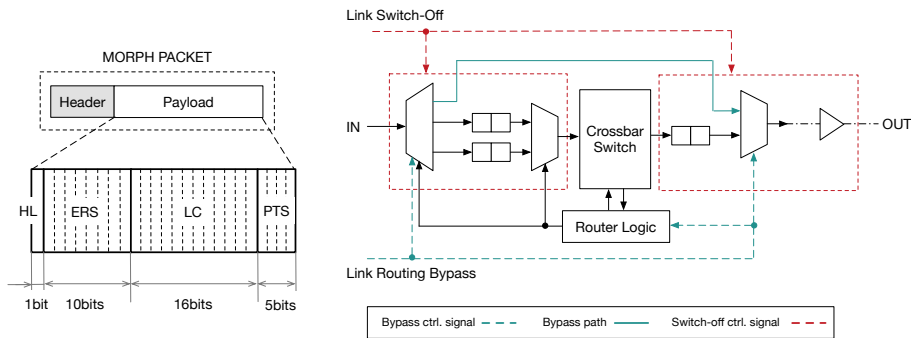 MORPH PACKET
Header Payload
HL ERS LC PTS
1bit 10bits 16bits 5bits
Link Switch-Off
IN
Crossbar
Switch
OUT
Router Logic
Link Routing Bypass
Bypass ctrl. signal Bypass path Switch-off ctrl. signal